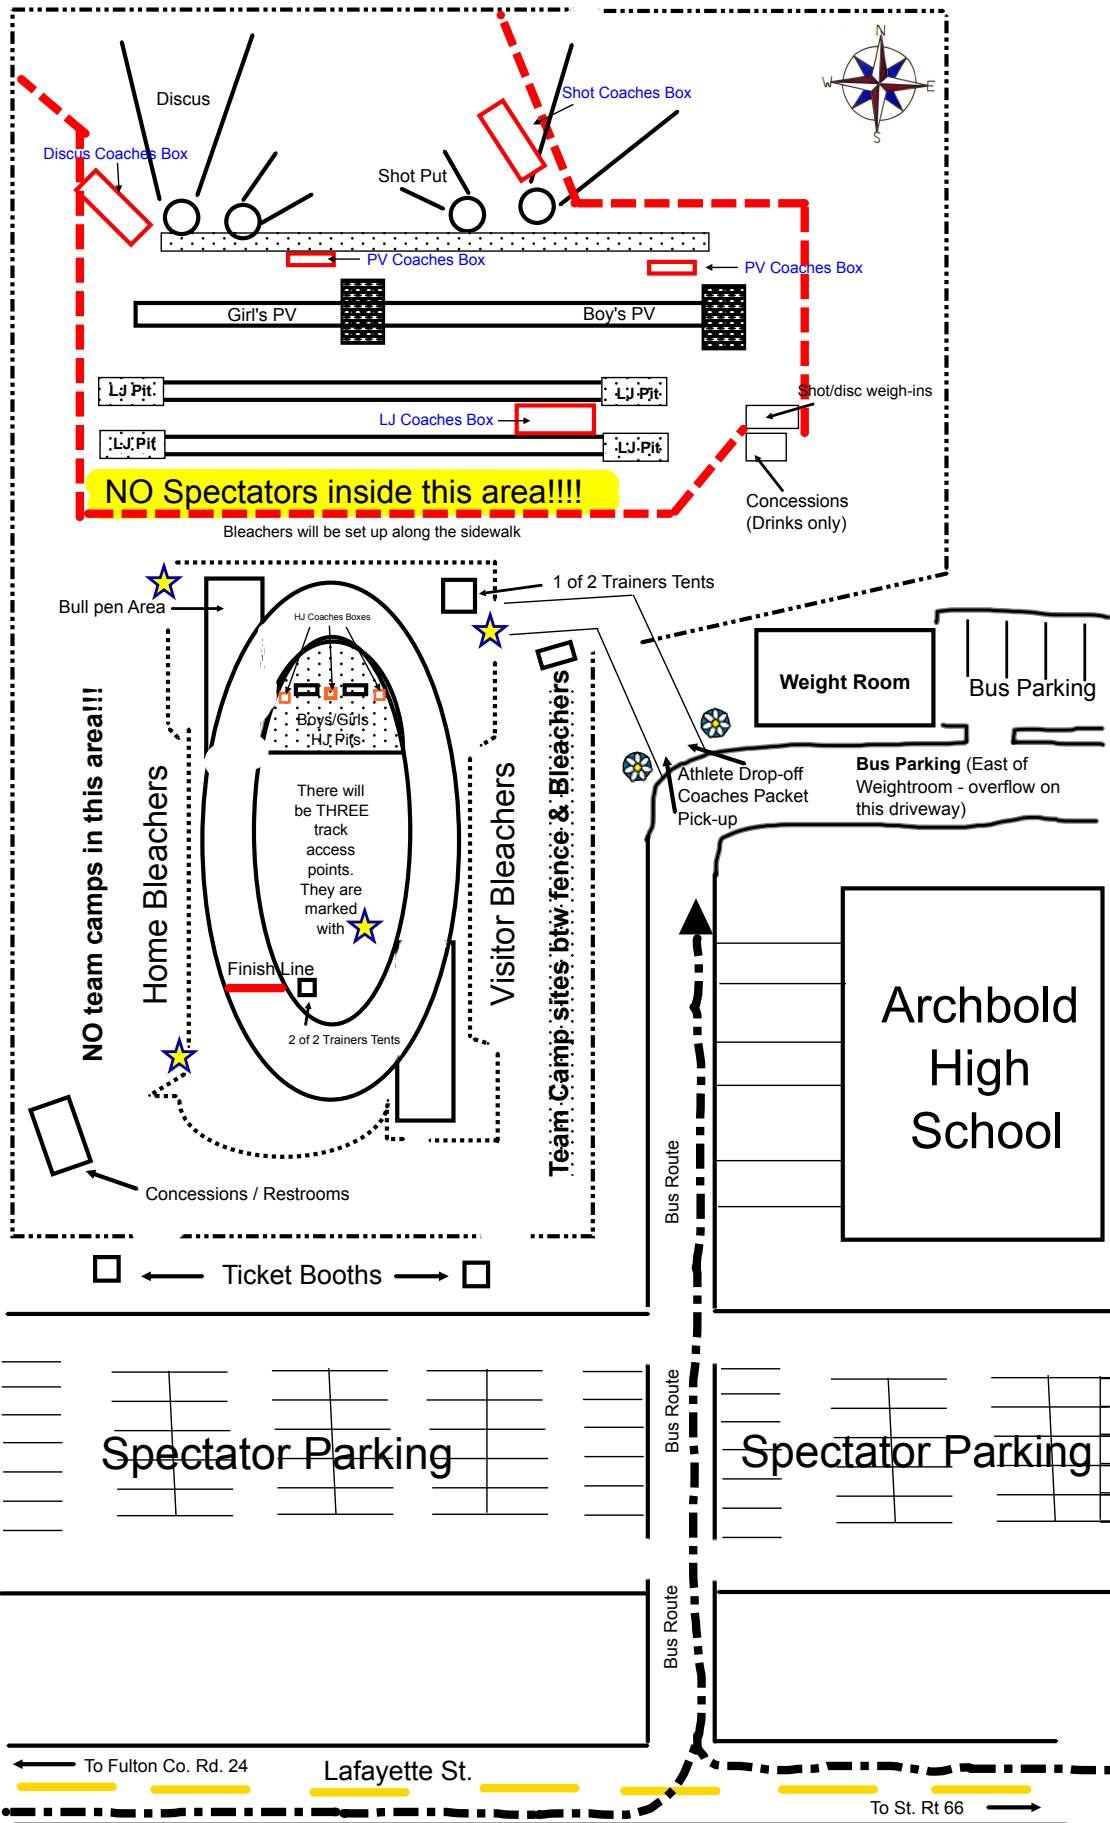 N
W
E
S
Discus
Shot Coaches Box
Discus Coaches Box
Shot Put
PV Coaches Box
PV Coaches Box
Girl's PV
Boy's PV
LJ Pit
LJ Pit
Shot/disc weigh-ins
LJ Coaches Box
LJ Pit
LJ Pit
NO Spectators inside this area!!!!
Concessions
(Drinks only)
Bleachers will be set up along the sidewalk
1 of 2 Trainers Tents
Bull pen Area
HJ Coaches Boxes
Weight Room
Bus Parking
Boys/Girls
HJ Pits
NO team camps in this area!!!
Home Bleachers
There will
be THREE
track
access
points.
They are
marked
with
Visitor Bleachers
Team Camp sites btw fence & Bleachers
Athlete Drop-off
Coaches Packet
Pick-up
Bus Parking (East of
Weightroom - overflow on
this driveway)
Finish Line
2 of 2 Trainers Tents
Archbold
High
School
Bus Route
Concessions / Restrooms
Ticket Booths
Bus Route
Spectator Parking
Spectator Parking
Bus Route
To Fulton Co. Rd. 24
Lafayette St.
To St. Rt 66